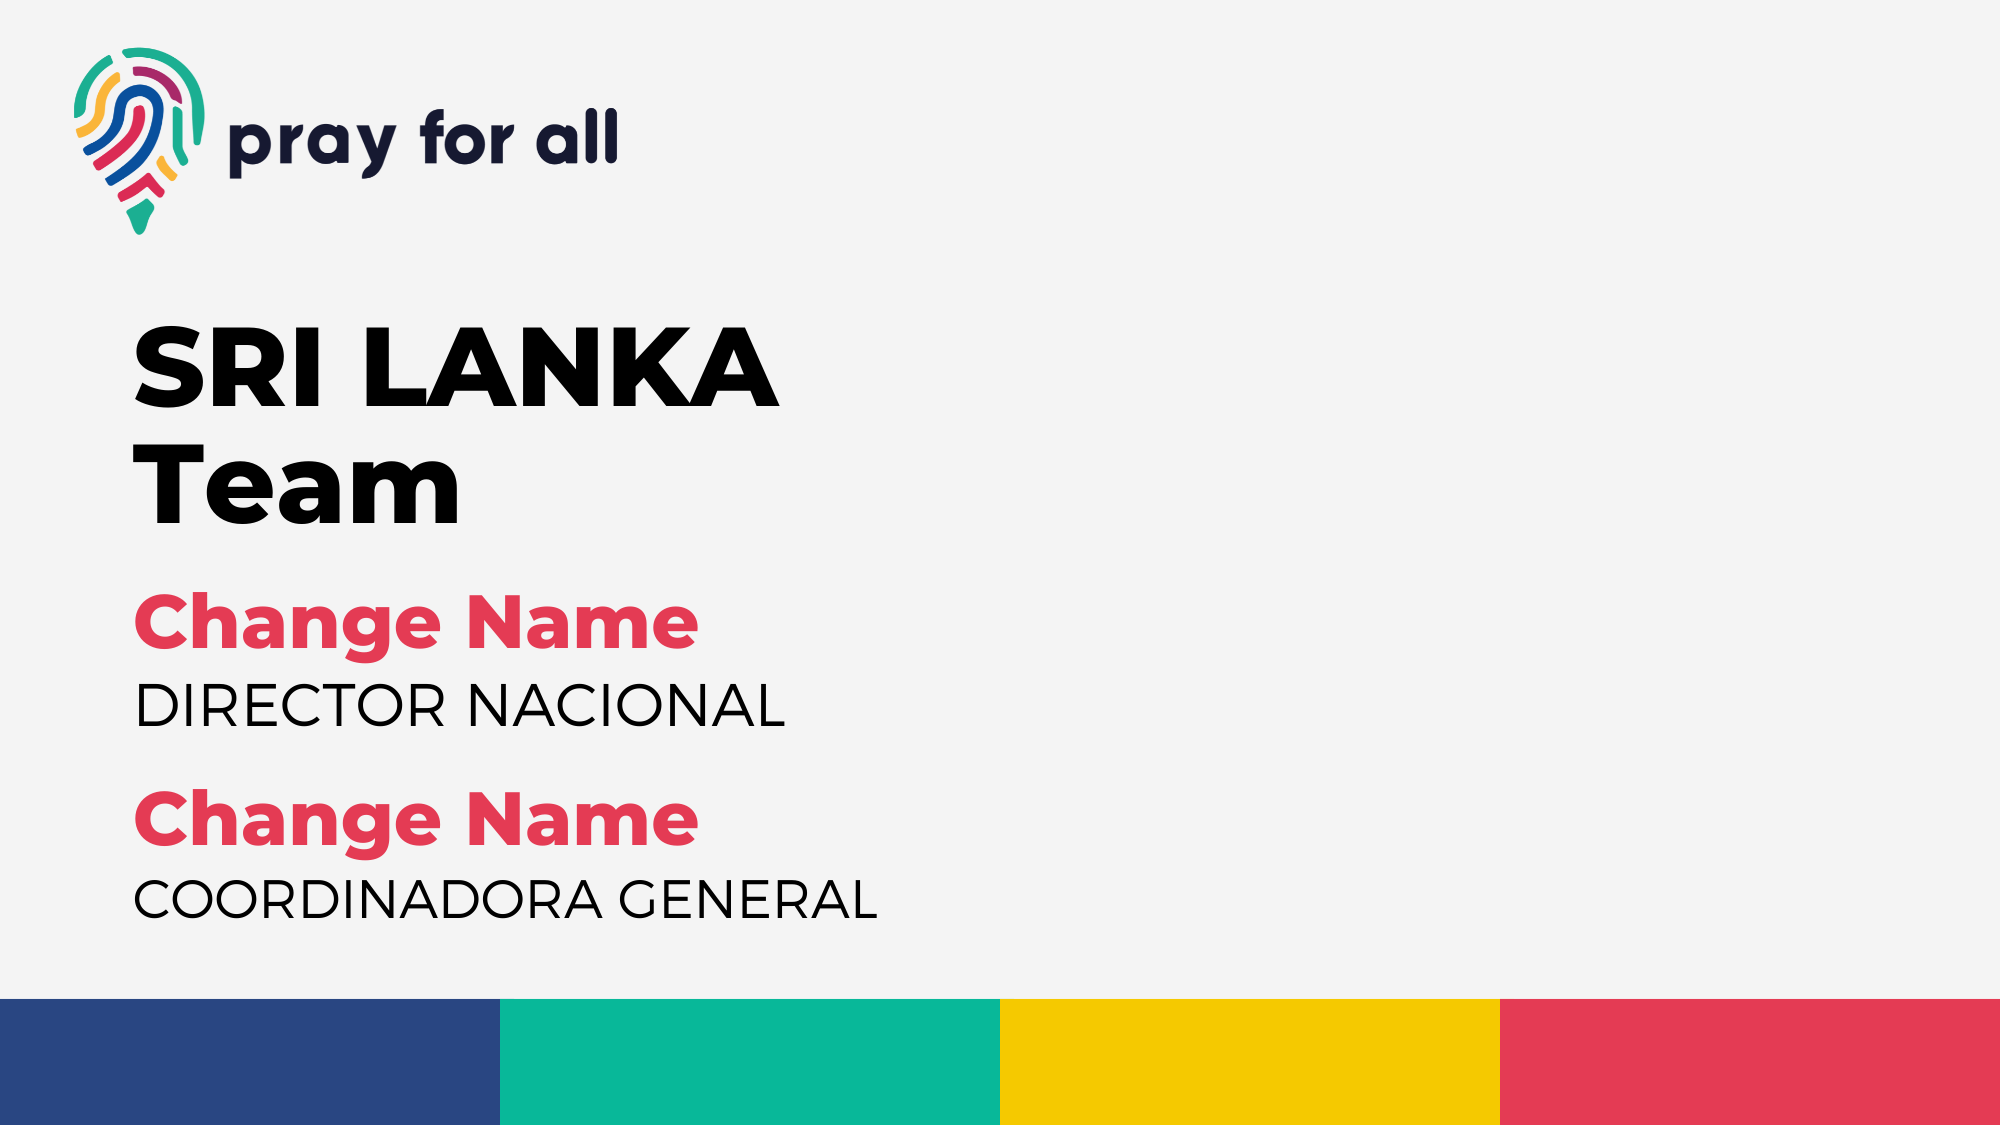 pray for all
SRI LANKA
Team
Change Name
DIRECTOR NACIONAL
Change Name
COORDINADORA GENERAL